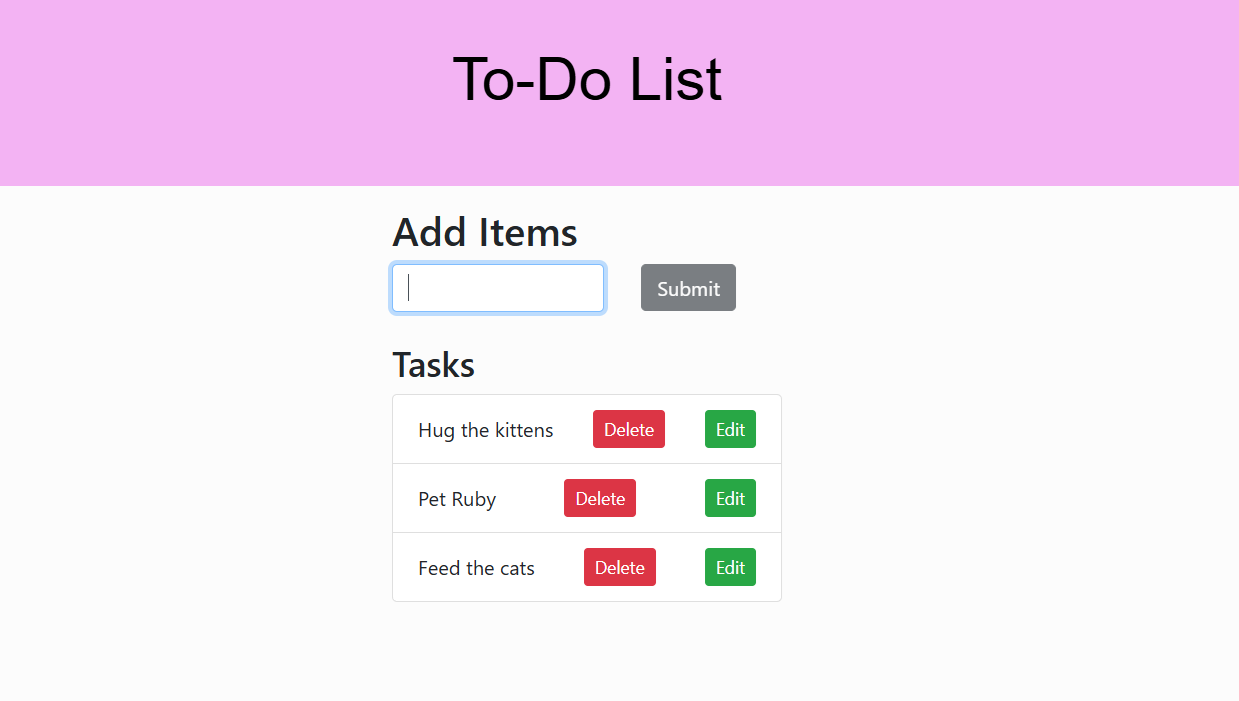 To-Do List
Add Items
Submit
Tasks
Hug the kittens Delete Edit
Pet Ruby Delete Edit
Feed the cats Delete Edit